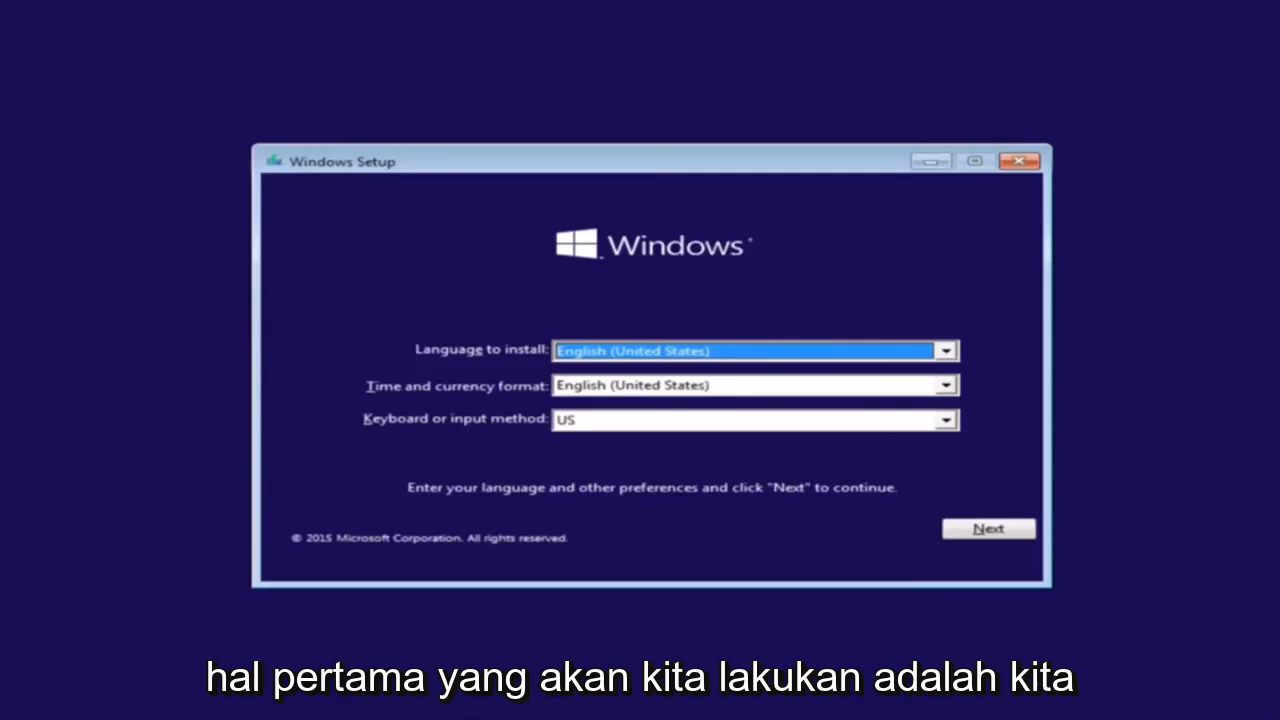 Windows Setup
Windows
Language to install: English (United States)
Time and currency format: English (United States)
Keyboard or input method: US
Enter your language and other preferences and click "Next" to continue.
Next
© 2015 Microsoft Corporation. All rights reserved.
hal pertama yang akan kita lakukan adalah kita